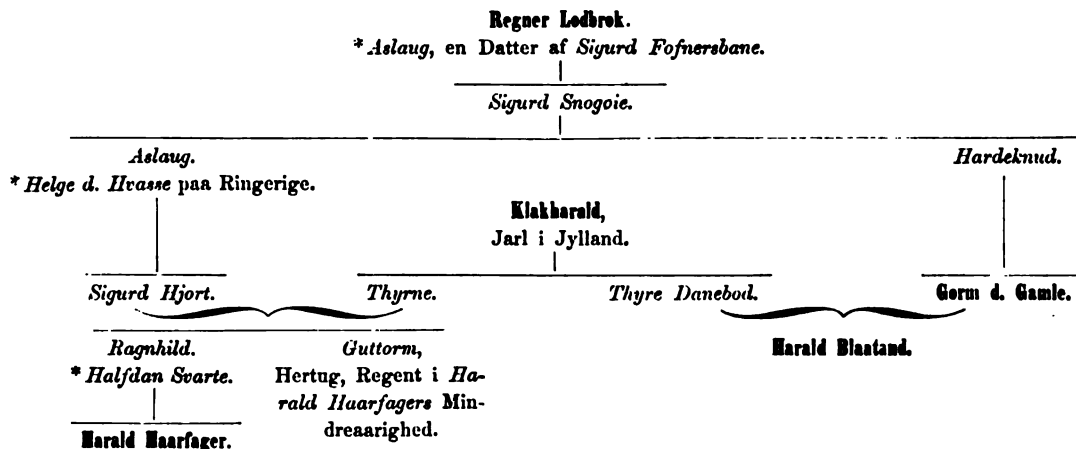 Regner Lodbrok.
* Aslaug, en Datter af Sigurd Fofnersbane.
Sigurd Snogoie.
Aslaug.
* Helge d. Hvasse paa Ringerige.
Hardeknud.
Klakharald,
Jarl i Jylland.
Sigurd Hjort.
Thyrne.
Thyre Danebod.
Gorm d. Gamle.
Ragnhild.
* Halfdan Svarte.
Guttorm,
Hertug, Regent i Ha-
rald Haarfagers Min-
dreaarighed.
Harald Blaatand.
Harald Haarfager.